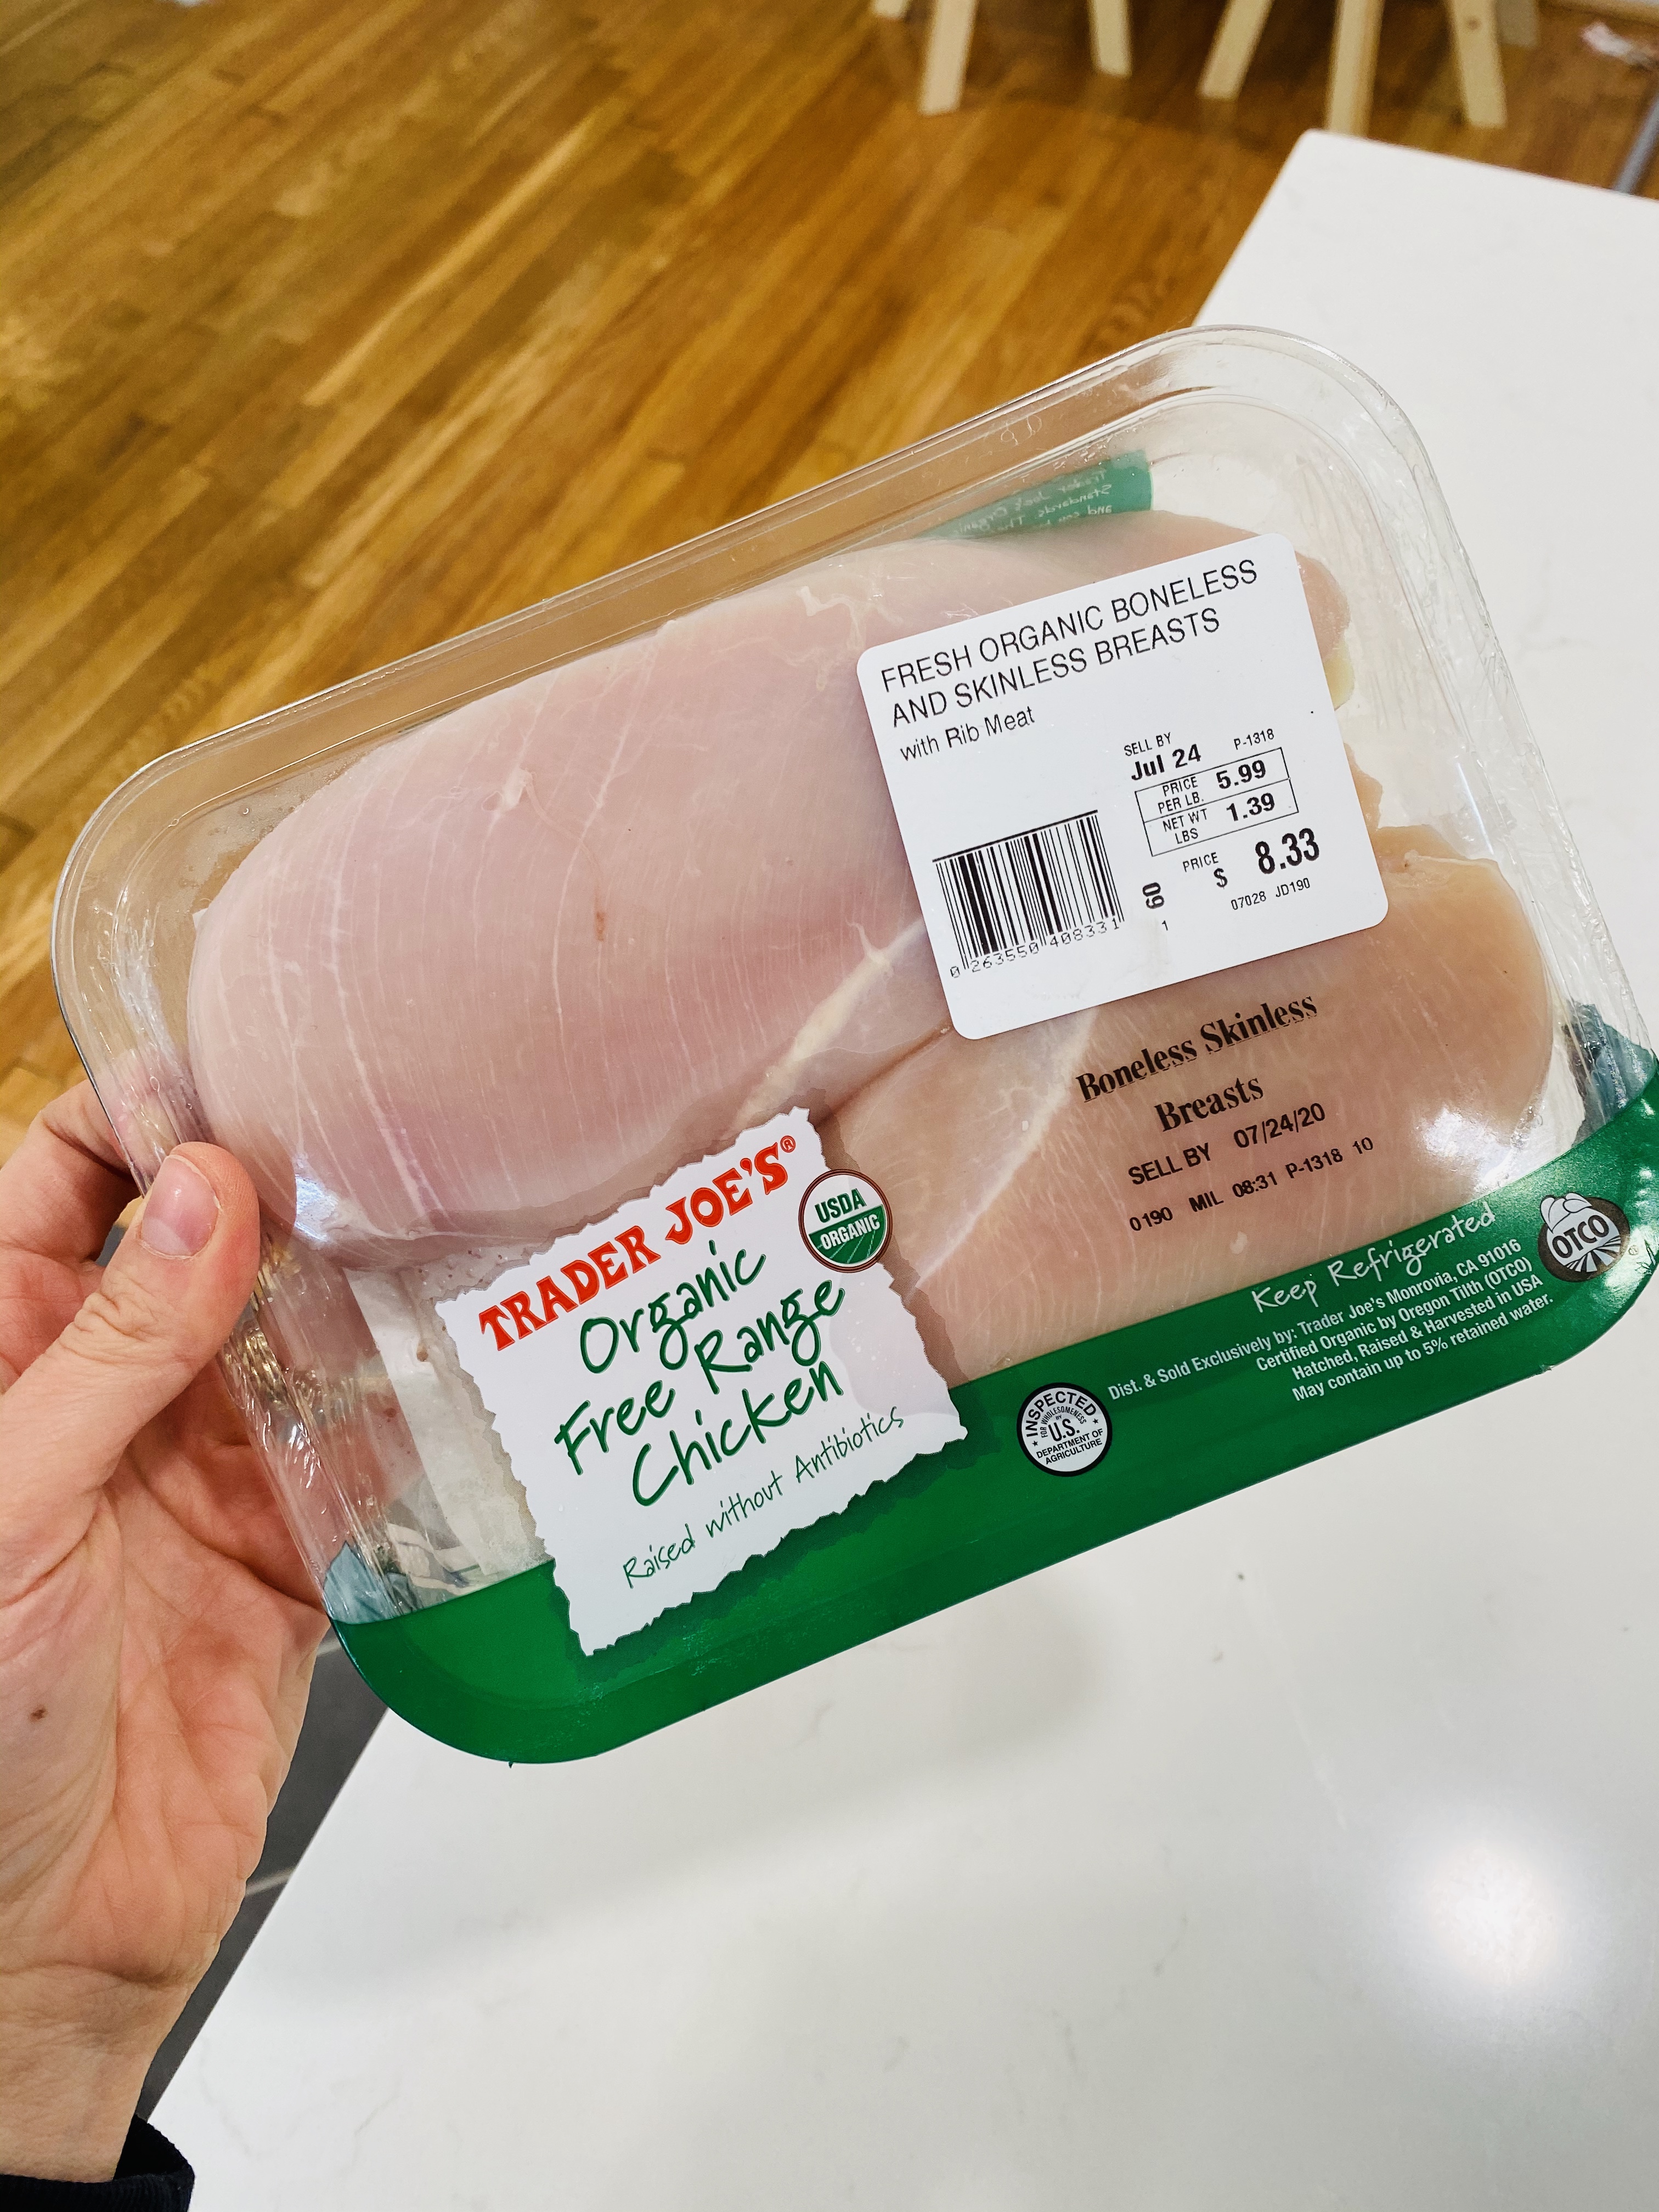 FRESH ORGANIC BONELESS
AND SKINLESS BREASTS
with Rib Meat
SELL BY
Jul 24
P-1318
PRICE
PER LB.
5.99
NET WT
LBS
1.39
PRICE
$
8.33
07028 JD190
60
1
0 263550 408331
Boneless Skinless
Breasts
SELL BY 07/24/20
0190 MIL 08:31 P-1318 10
TRADER JOE'S®
Organic
Free Range
Chicken
Raised without Antibiotics
USDA
ORGANIC
INSPECTED
FOR WHOLESOMENESS
BY
U.S.
DEPARTMENT OF
AGRICULTURE
Keep Refrigerated
Dist. & Sold Exclusively by: Trader Joe's Monrovia, CA 91016
Certified Organic by Oregon Tilth (OTCO)
Hatched, Raised & Harvested in USA
May contain up to 5% retained water.
OTCO